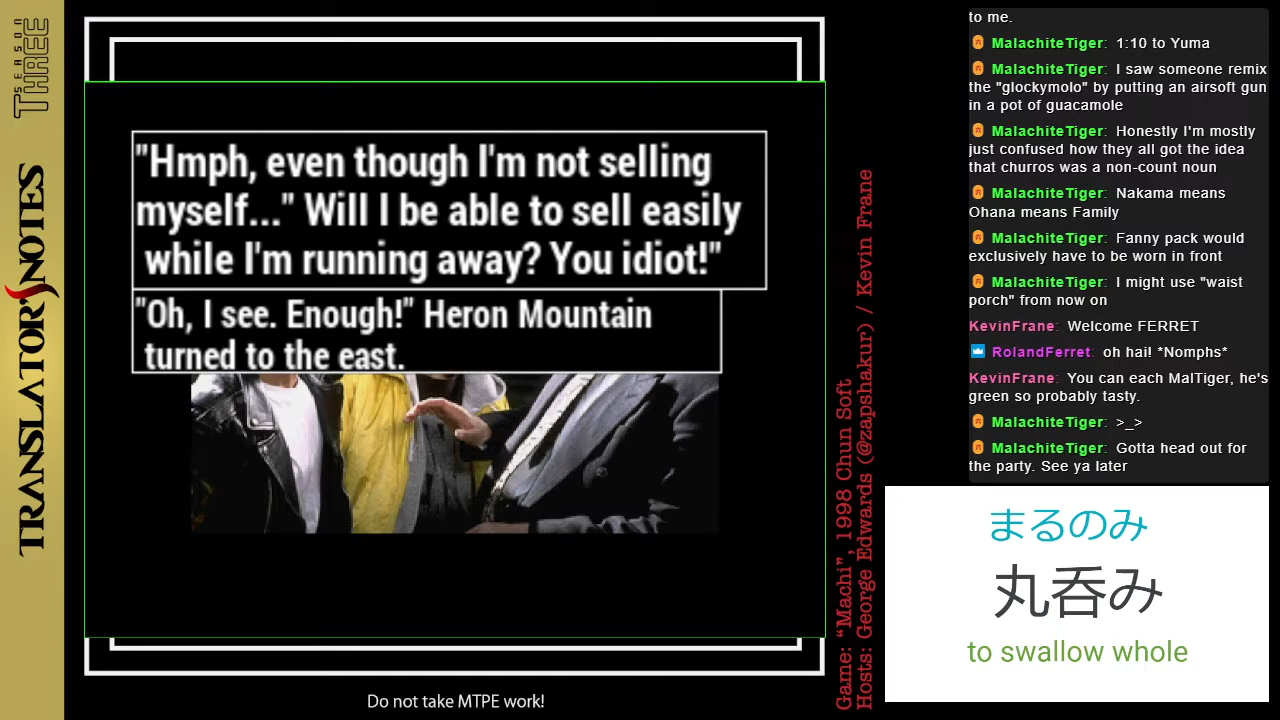 SEASON
THREE
TRANSLATOR'S NOTES
"Hmph, even though I'm not selling
myself..." Will I be able to sell easily
while I'm running away? You idiot!"
"Oh, I see. Enough!" Heron Mountain
turned to the east.
Do not take MTPE work!
Game: "Machi", 1998 Chun Soft
Hosts: George Edwards (@zapshakur) / Kevin Frane
to me.
MalachiteTiger: 1:10 to Yuma
MalachiteTiger: I saw someone remix
the "glockymolo" by putting an airsoft gun
in a pot of guacamole
MalachiteTiger: Honestly I'm mostly
just confused how they all got the idea
that churros was a non-count noun
MalachiteTiger: Nakama means
Ohana means Family
MalachiteTiger: Fanny pack would
exclusively have to be worn in front
MalachiteTiger: I might use "waist
porch" from now on
KevinFrane: Welcome FERRET
RolandFerret: oh hai! *Nomphs*
KevinFrane: You can each MalTiger, he's
green so probably tasty.
MalachiteTiger: >_>
MalachiteTiger: Gotta head out for
the party. See ya later
まるのみ
丸呑み
to swallow whole